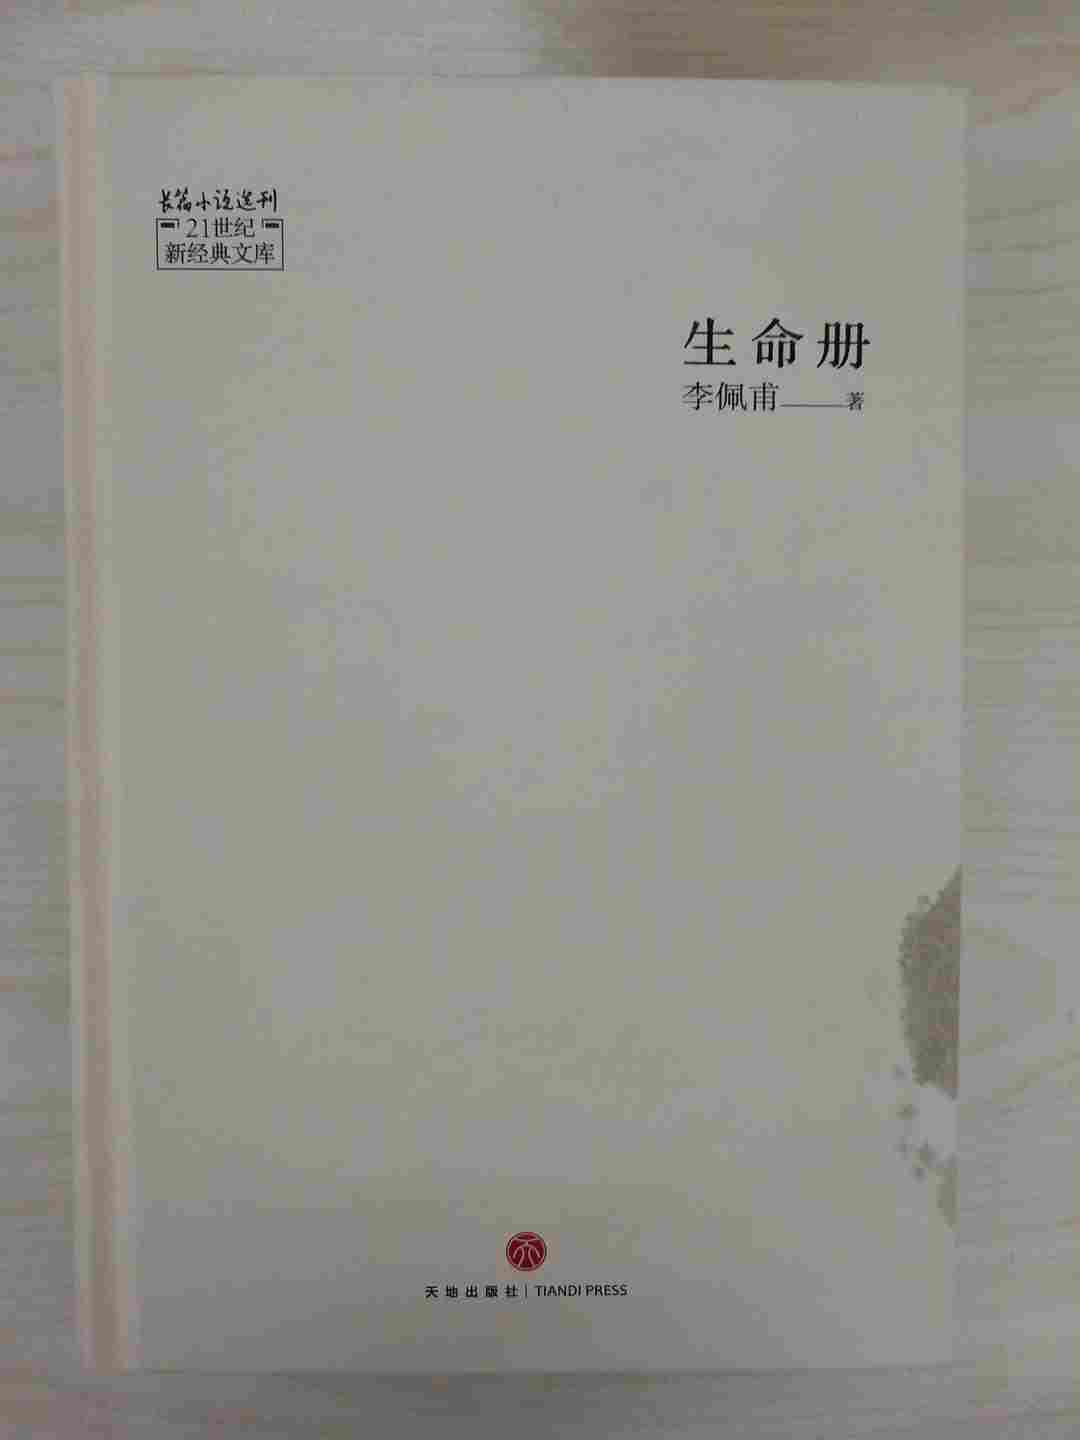 长篇小说选刊
21世纪
新经典文库
生命册
李佩甫——著
天地出版社 | TIANDI PRESS